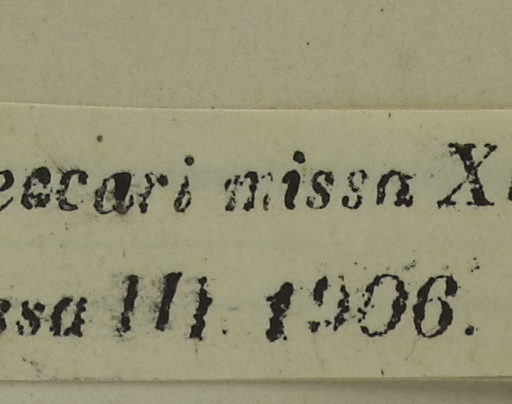 eccari missa X
ssa III. 1906.